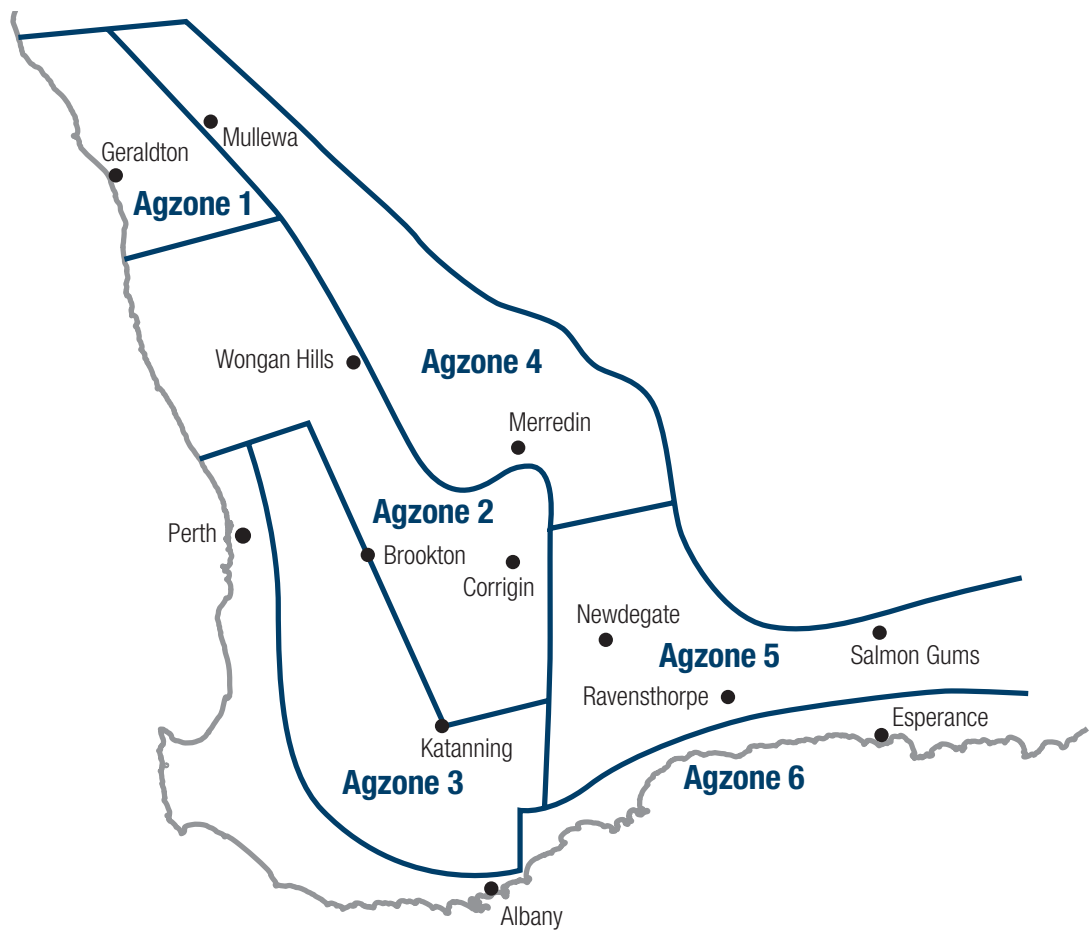 Mullewa
Geraldton
Agzone 1
Wongan Hills
Agzone 4
Merredin
Agzone 2
Perth
Brookton
Corrigin
Newdegate
Agzone 5
Salmon Gums
Ravensthorpe
Esperance
Katanning
Agzone 3
Agzone 6
Albany